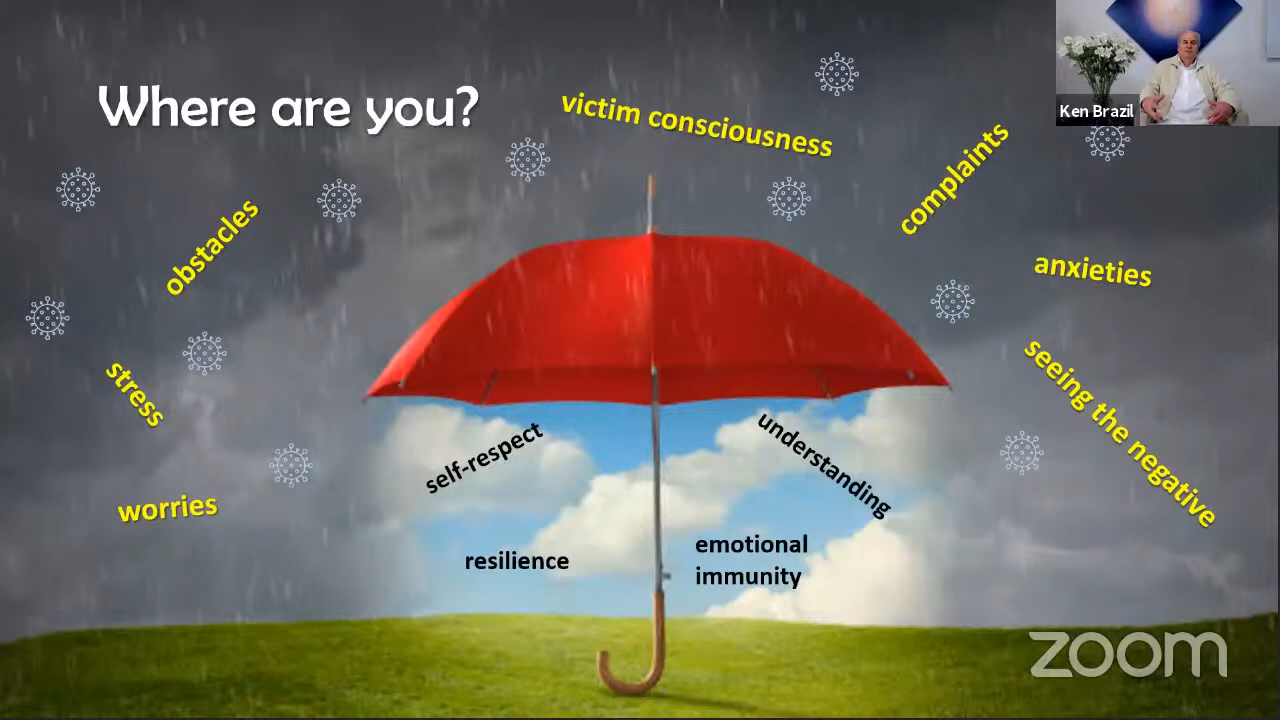 Where are you?
victim consciousness
complaints
Ken Brazil
obstacles
anxieties
stress
seeing the negative
worries
self-respect
understanding
resilience
emotional
immunity
zoom